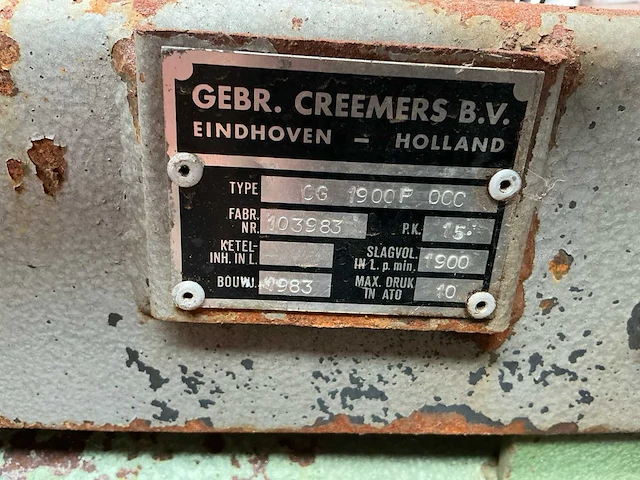 GEBR. CREEMERS B.V.
EINDHOVEN - HOLLAND
TYPE CG 1900P OCC
FABR. NR. 103983 P.K. 15
KETEL- INH. IN L. SLAGVOL. IN L. p. min. 1900
BOUWJ. 1983 MAX. DRUK IN ATO 10